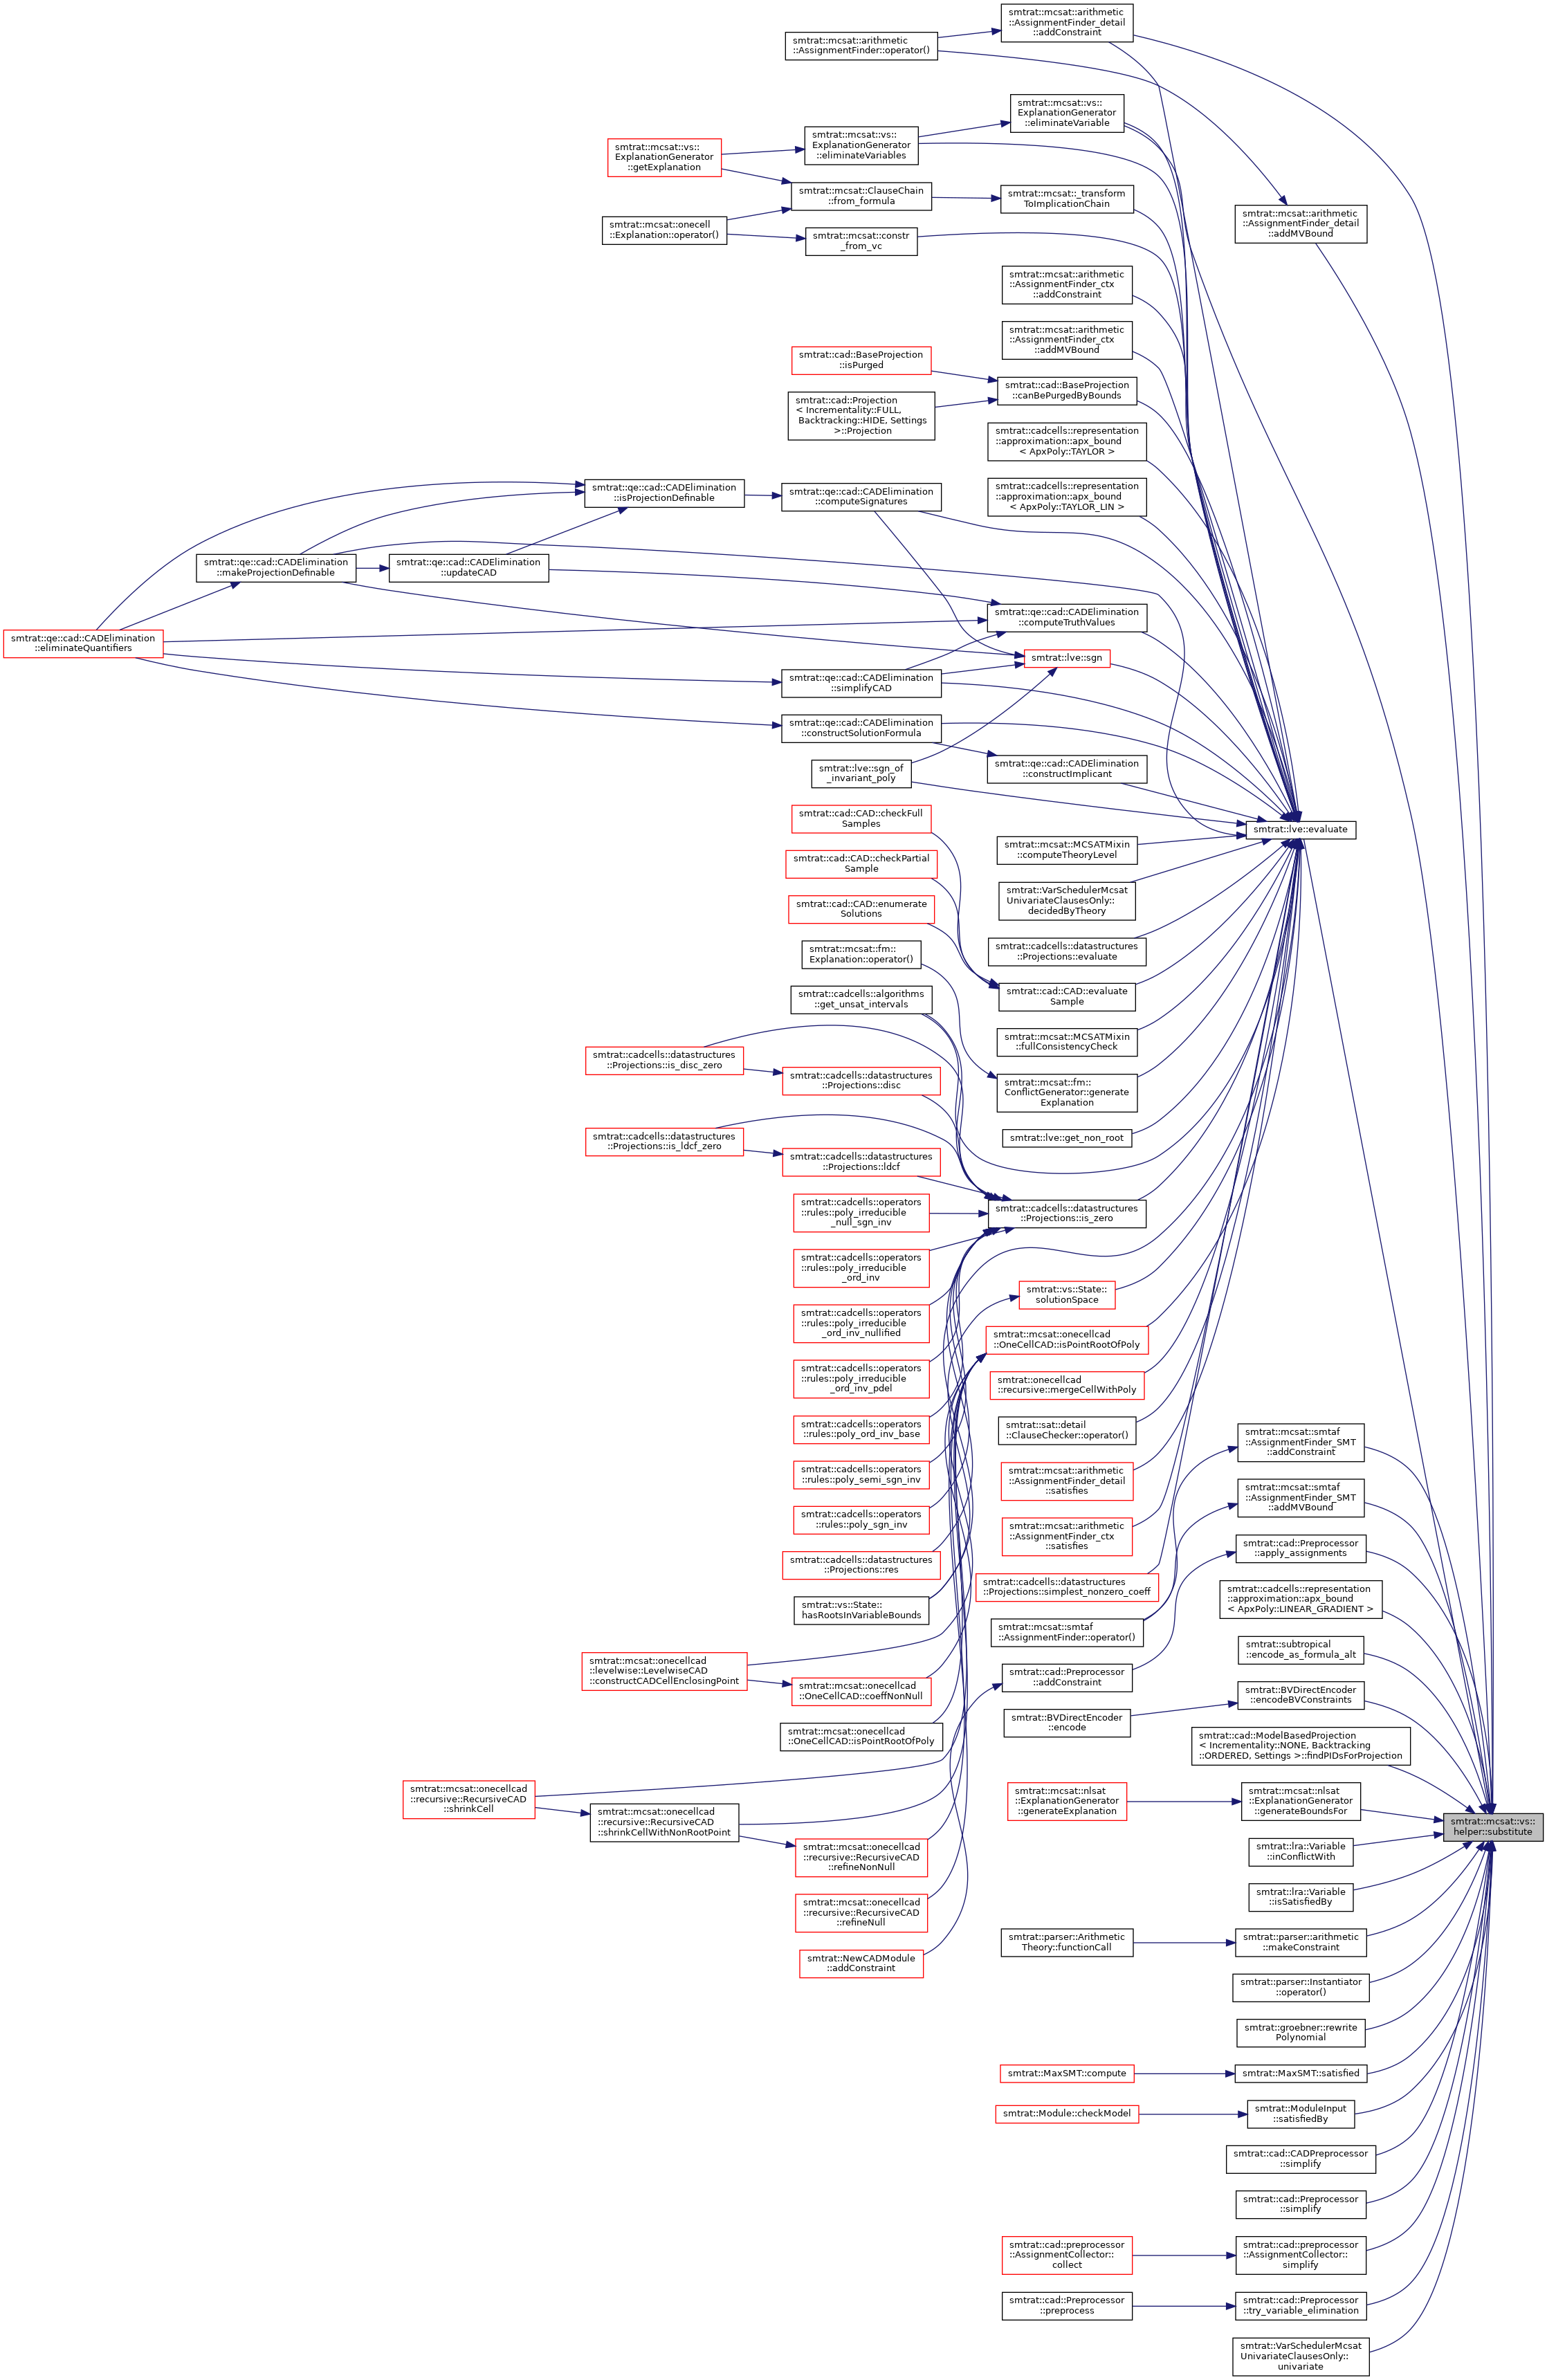 smtrat::mcsat::arithmetic
::AssignmentFinder_detail
::addConstraint
smtrat::mcsat::arithmetic
::AssignmentFinder::operator()
smtrat::mcsat::vs::
ExplanationGenerator
::eliminateVariable
smtrat::mcsat::vs::
ExplanationGenerator
::eliminateVariables
smtrat::mcsat::vs::
ExplanationGenerator
::getExplanation
smtrat::mcsat::ClauseChain
::from_formula
smtrat::mcsat::_transform
ToImplicationChain
smtrat::mcsat::arithmetic
::AssignmentFinder_detail
::addMVBound
smtrat::mcsat::onecell
::Explanation::operator()
smtrat::mcsat::constr
_from_vc
smtrat::mcsat::arithmetic
::AssignmentFinder_ctx
::addConstraint
smtrat::mcsat::arithmetic
::AssignmentFinder_ctx
::addMVBound
smtrat::cad::BaseProjection
::isPurged
smtrat::cad::BaseProjection
::canBePurgedByBounds
smtrat::cad::Projection
< Incrementality::FULL,
Backtracking::HIDE, Settings
>::Projection
smtrat::cadcells::representation
::approximation::apx_bound
< ApxPoly::TAYLOR >
smtrat::cadcells::representation
::approximation::apx_bound
< ApxPoly::TAYLOR_LIN >
smtrat::qe::cad::CADElimination
::isProjectionDefinable
smtrat::qe::cad::CADElimination
::computeSignatures
smtrat::qe::cad::CADElimination
::makeProjectionDefinable
smtrat::qe::cad::CADElimination
::updateCAD
smtrat::qe::cad::CADElimination
::computeTruthValues
smtrat::qe::cad::CADElimination
::eliminateQuantifiers
smtrat::lve::sgn
smtrat::qe::cad::CADElimination
::simplifyCAD
smtrat::qe::cad::CADElimination
::constructSolutionFormula
smtrat::lve::sgn_of
_invariant_poly
smtrat::qe::cad::CADElimination
::constructImplicant
smtrat::cad::CAD::checkFull
Samples
smtrat::lve::evaluate
smtrat::mcsat::MCSATMixin
::computeTheoryLevel
smtrat::cad::CAD::checkPartial
Sample
smtrat::VarSchedulerMcsat
UnivariateClausesOnly::
decidedByTheory
smtrat::cad::CAD::enumerate
Solutions
smtrat::mcsat::fm::
Explanation::operator()
smtrat::cadcells::datastructures
::Projections::evaluate
smtrat::cadcells::algorithms
::get_unsat_intervals
smtrat::cad::CAD::evaluate
Sample
smtrat::mcsat::MCSATMixin
::fullConsistencyCheck
smtrat::cadcells::datastructures
::Projections::is_disc_zero
smtrat::cadcells::datastructures
::Projections::disc
smtrat::mcsat::fm::
ConflictGenerator::generate
Explanation
smtrat::cadcells::datastructures
::Projections::is_ldcf_zero
smtrat::lve::get_non_root
smtrat::cadcells::datastructures
::Projections::ldcf
smtrat::cadcells::operators
::rules::poly_irreducible
_null_sgn_inv
smtrat::cadcells::datastructures
::Projections::is_zero
smtrat::cadcells::operators
::rules::poly_irreducible
_ord_inv
smtrat::cadcells::operators
::rules::poly_irreducible
_ord_inv_nullified
smtrat::vs::State::
solutionSpace
smtrat::cadcells::operators
::rules::poly_irreducible
_ord_inv_pdel
smtrat::mcsat::onecellcad
::OneCellCAD::isPointRootOfPoly
smtrat::onecellcad
::recursive::mergeCellWithPoly
smtrat::cadcells::operators
::rules::poly_ord_inv_base
smtrat::sat::detail
::ClauseChecker::operator()
smtrat::mcsat::smtaf
::AssignmentFinder_SMT
::addConstraint
smtrat::cadcells::operators
::rules::poly_semi_sgn_inv
smtrat::mcsat::arithmetic
::AssignmentFinder_detail
::satisfies
smtrat::mcsat::smtaf
::AssignmentFinder_SMT
::addMVBound
smtrat::cadcells::operators
::rules::poly_sgn_inv
smtrat::mcsat::arithmetic
::AssignmentFinder_ctx
::satisfies
smtrat::cad::Preprocessor
::apply_assignments
smtrat::cadcells::datastructures
::Projections::res
smtrat::cadcells::datastructures
::Projections::simplest_nonzero_coeff
smtrat::cadcells::representation
::approximation::apx_bound
< ApxPoly::LINEAR_GRADIENT >
smtrat::vs::State::
hasRootsInVariableBounds
smtrat::mcsat::smtaf
::AssignmentFinder::operator()
smtrat::subtropical
::encode_as_formula_alt
smtrat::mcsat::onecellcad
::levelwise::LevelwiseCAD
::constructCADCellEnclosingPoint
smtrat::mcsat::onecellcad
::OneCellCAD::coeffNonNull
smtrat::cad::Preprocessor
::addConstraint
smtrat::BVDirectEncoder
::encodeBVConstraints
smtrat::mcsat::onecellcad
::OneCellCAD::isPointRootOfPoly
smtrat::BVDirectEncoder
::encode
smtrat::cad::ModelBasedProjection
< Incrementality::NONE, Backtracking
::ORDERED, Settings >::findPIDsForProjection
smtrat::mcsat::onecellcad
::recursive::RecursiveCAD
::shrinkCell
smtrat::mcsat::onecellcad
::recursive::RecursiveCAD
::shrinkCellWithNonRootPoint
smtrat::mcsat::nlsat
::ExplanationGenerator
::generateExplanation
smtrat::mcsat::nlsat
::ExplanationGenerator
::generateBoundsFor
smtrat::mcsat::vs::
helper::substitute
smtrat::mcsat::onecellcad
::recursive::RecursiveCAD
::refineNonNull
smtrat::lra::Variable
::inConflictWith
smtrat::mcsat::onecellcad
::recursive::RecursiveCAD
::refineNull
smtrat::lra::Variable
::isSatisfiedBy
smtrat::NewCADModule
::addConstraint
smtrat::parser::Arithmetic
Theory::functionCall
smtrat::parser::arithmetic
::makeConstraint
smtrat::parser::Instantiator
::operator()
smtrat::groebner::rewrite
Polynomial
smtrat::MaxSMT::compute
smtrat::MaxSMT::satisfied
smtrat::Module::checkModel
smtrat::ModuleInput
::satisfiedBy
smtrat::cad::CADPreprocessor
::simplify
smtrat::cad::Preprocessor
::simplify
smtrat::cad::preprocessor
::AssignmentCollector::
collect
smtrat::cad::preprocessor
::AssignmentCollector::
simplify
smtrat::cad::Preprocessor
::preprocess
smtrat::cad::Preprocessor
::try_variable_elimination
smtrat::VarSchedulerMcsat
UnivariateClausesOnly::
univariate